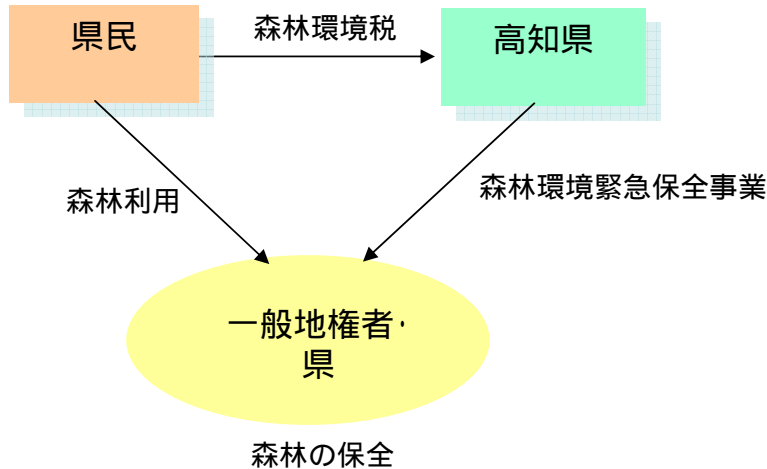 県民
森林環境税
高知県
森林利用
森林環境緊急保全事業
一般地権者・
県
森林の保全